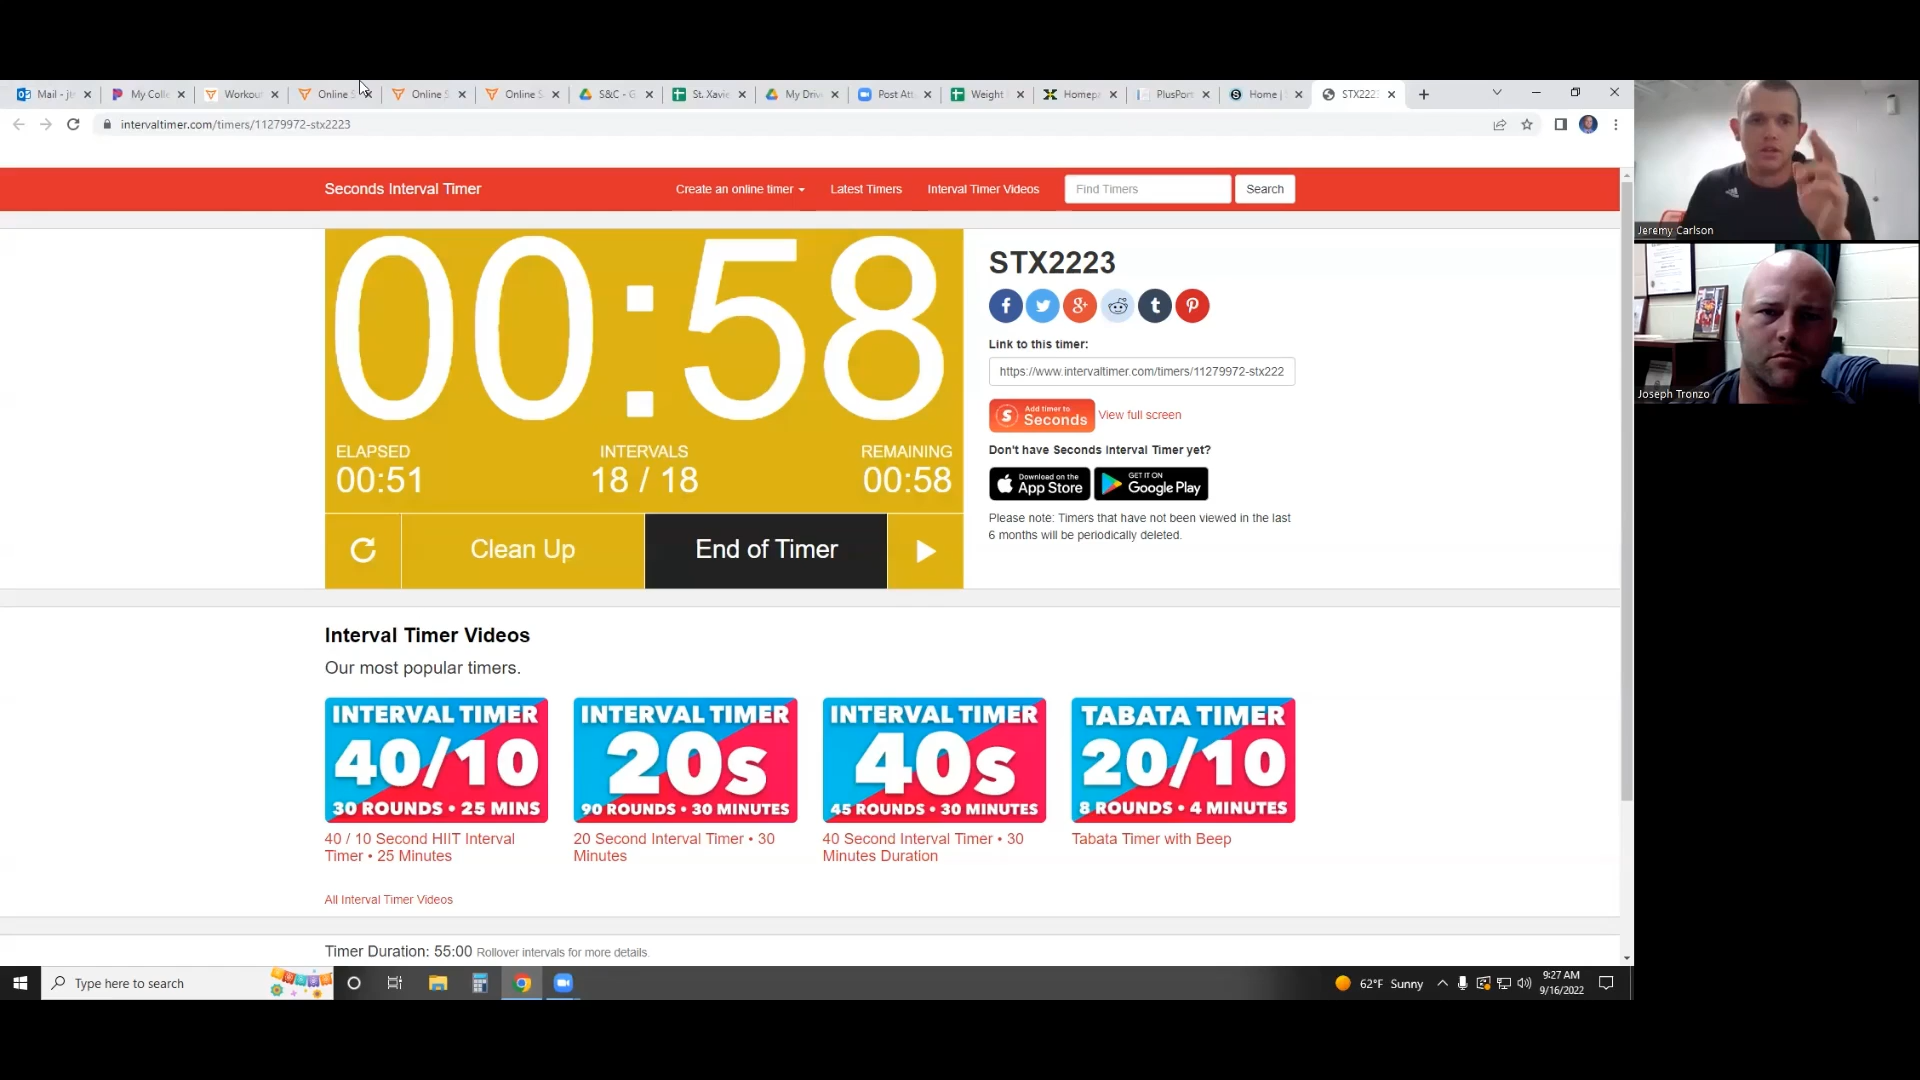 Mail - jt
My Colle
Workou
Online S
Online S
Online S
S&C - G
St. Xavie
My Driv
Post Att
Weight
Homepa
PlusPort
Home |
STX2223
intervaltimer.com/timers/11279972-stx2223
Seconds Interval Timer
Create an online timer
Latest Timers
Interval Timer Videos
Find Timers
Search
00:58
ELAPSED
00:51
INTERVALS
18 / 18
REMAINING
00:58
Clean Up
End of Timer
STX2223
Link to this timer:
https://www.intervaltimer.com/timers/11279972-stx222
Add timer to
Seconds
View full screen
Don't have Seconds Interval Timer yet?
Download on the
App Store
GET IT ON
Google Play
Please note: Timers that have not been viewed in the last
6 months will be periodically deleted.
Interval Timer Videos
Our most popular timers.
INTERVAL TIMER
40/10
30 ROUNDS • 25 MINS
INTERVAL TIMER
20s
90 ROUNDS • 30 MINUTES
INTERVAL TIMER
40s
45 ROUNDS • 30 MINUTES
TABATA TIMER
20/10
8 ROUNDS • 4 MINUTES
40 / 10 Second HIIT Interval
Timer • 25 Minutes
20 Second Interval Timer • 30
Minutes
40 Second Interval Timer • 30
Minutes Duration
Tabata Timer with Beep
All Interval Timer Videos
Timer Duration: 55:00 Rollover intervals for more details.
Type here to search
62°F Sunny
9:27 AM
9/16/2022
Jeremy Carlson
Joseph Tronzo